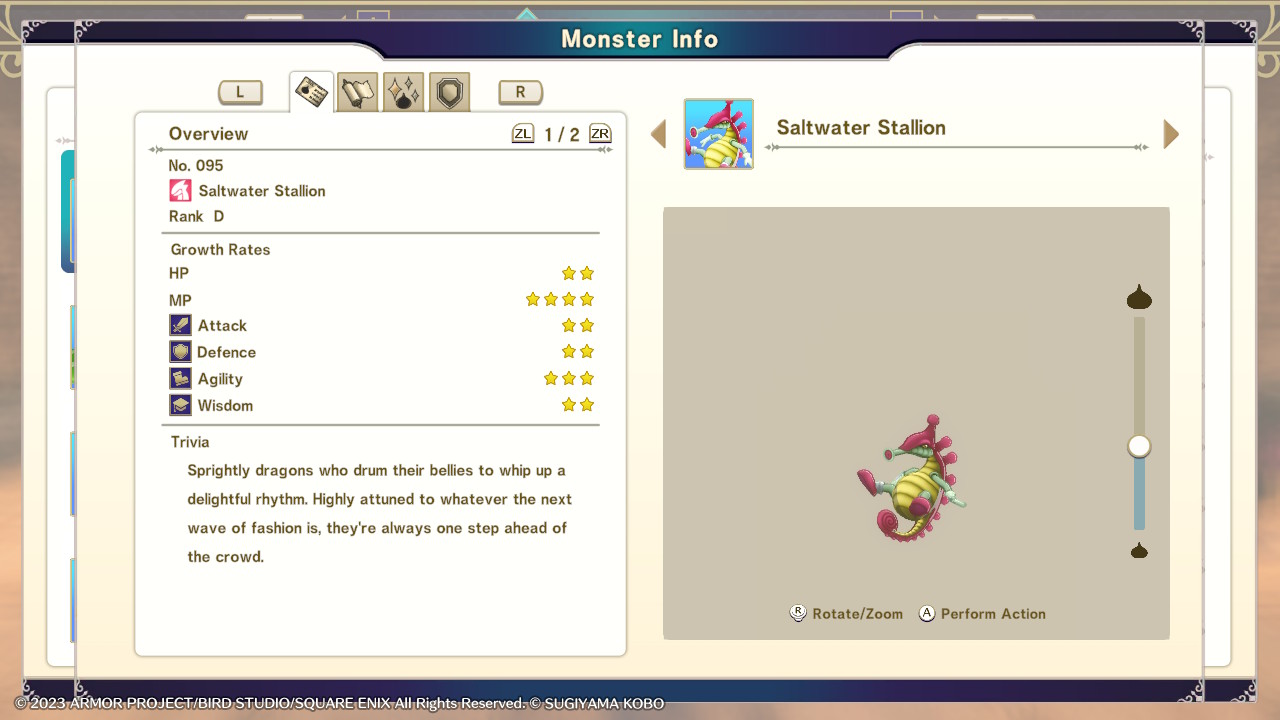 Monster Info
L
R
Overview
ZL 1 / 2 ZR
No. 095
Saltwater Stallion
Rank D
Growth Rates
HP
MP
Attack
Defence
Agility
Wisdom
Trivia
Sprightly dragons who drum their bellies to whip up a
delightful rhythm. Highly attuned to whatever the next
wave of fashion is, they're always one step ahead of
the crowd.
Saltwater Stallion
R Rotate/Zoom A Perform Action
© 2023 ARMOR PROJECT/BIRD STUDIO/SQUARE ENIX All Rights Reserved. © SUGIYAMA KOBO